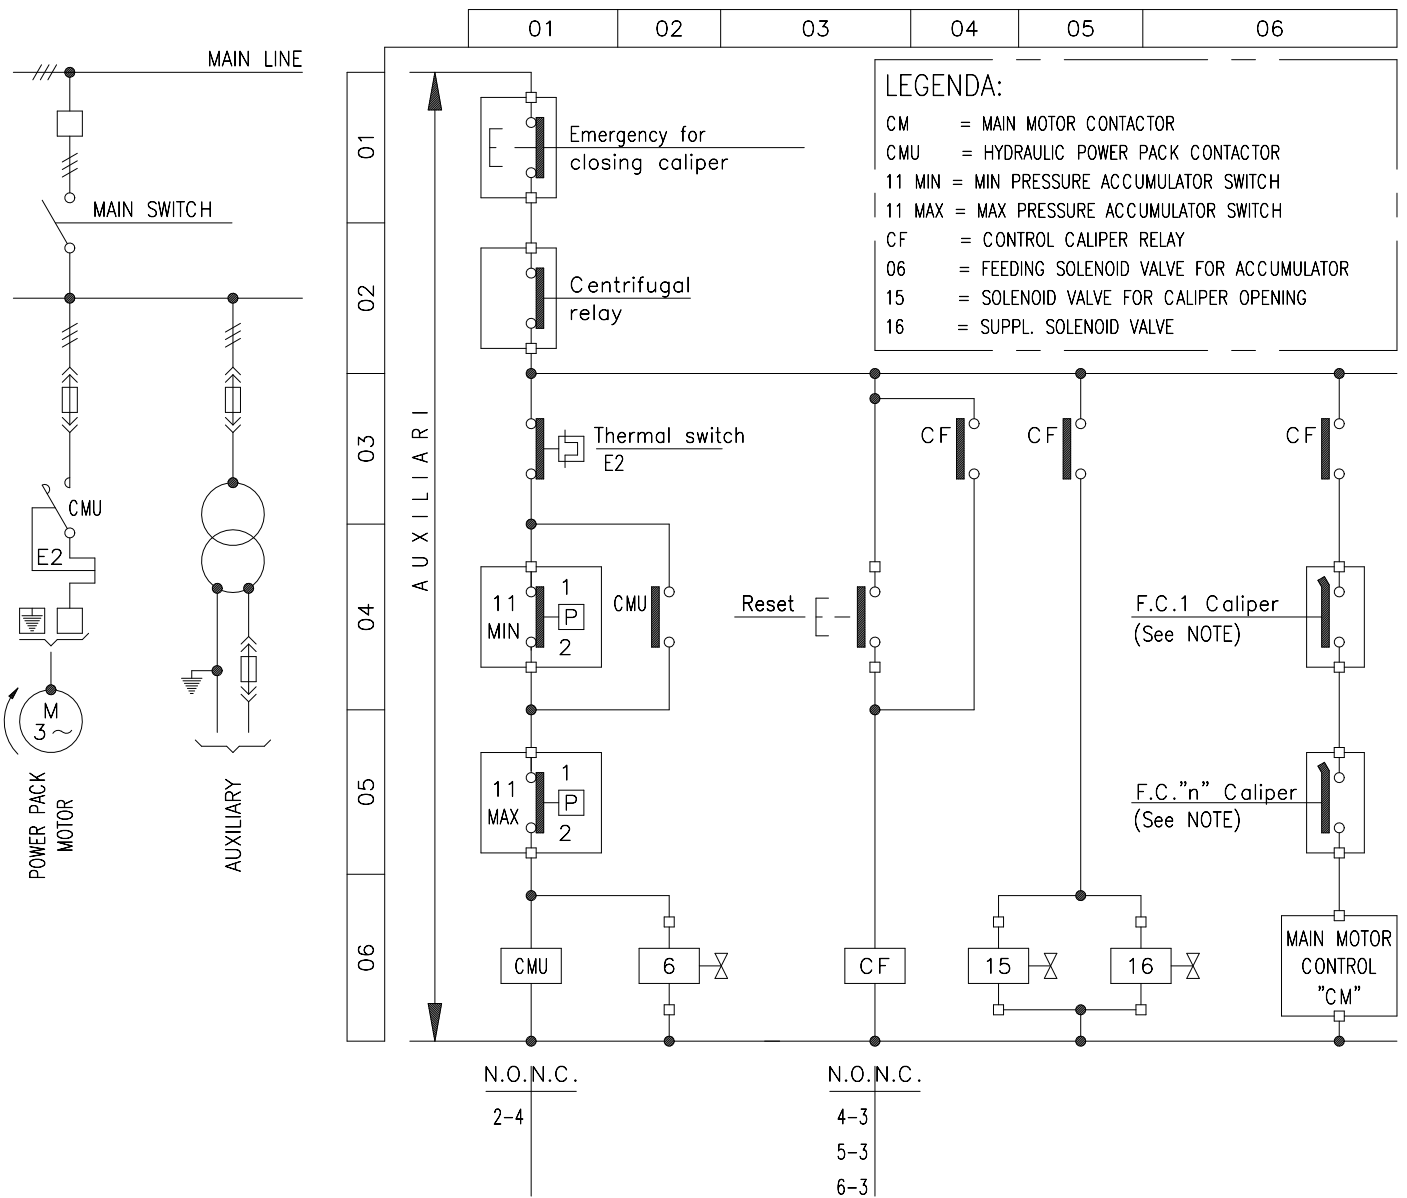 01 02 03 04 05 06
MAIN LINE
MAIN SWITCH
CMU
E2
M
3~
POWER PACK
MOTOR
AUXILIARY
01
02
03
04
05
06
AUXILIARI
LEGENDA:
CM = MAIN MOTOR CONTACTOR
CMU = HYDRAULIC POWER PACK CONTACTOR
11 MIN = MIN PRESSURE ACCUMULATOR SWITCH
11 MAX = MAX PRESSURE ACCUMULATOR SWITCH
CF = CONTROL CALIPER RELAY
06 = FEEDING SOLENOID VALVE FOR ACCUMULATOR
15 = SOLENOID VALVE FOR CALIPER OPENING
16 = SUPPL. SOLENOID VALVE
Emergency for
closing caliper
Centrifugal
relay
Thermal switch
E2
CF
CF
CF
11
MIN
1
P
2
CMU
Reset
F.C.1 Caliper
(See NOTE)
11
MAX
1
P
2
F.C."n" Caliper
(See NOTE)
CMU
6
CF
15
16
MAIN MOTOR
CONTROL
"CM"
N.O. N.C.
2-4
N.O. N.C.
4-3
5-3
6-3